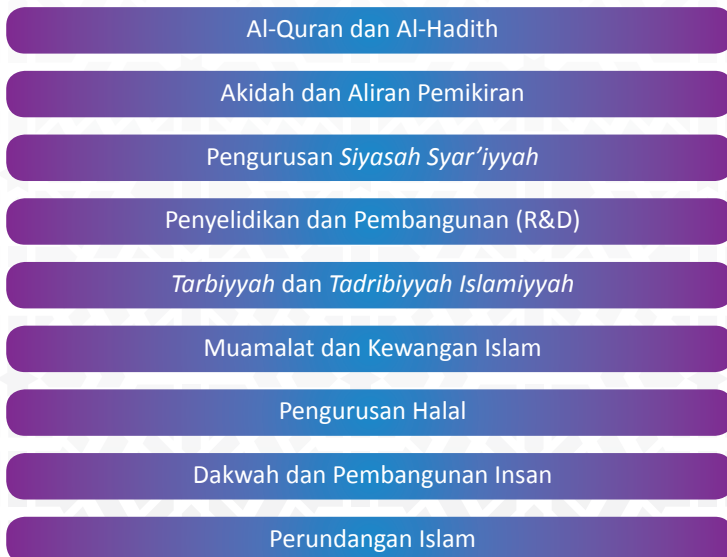 Al-Quran dan Al-Hadith
Akidah dan Aliran Pemikiran
Pengurusan Siyasah Syar’iyyah
Penyelidikan dan Pembangunan (R&D)
Tarbiyyah dan Tadribiyyah Islamiyyah
Muamalat dan Kewangan Islam
Pengurusan Halal
Dakwah dan Pembangunan Insan
Perundangan Islam